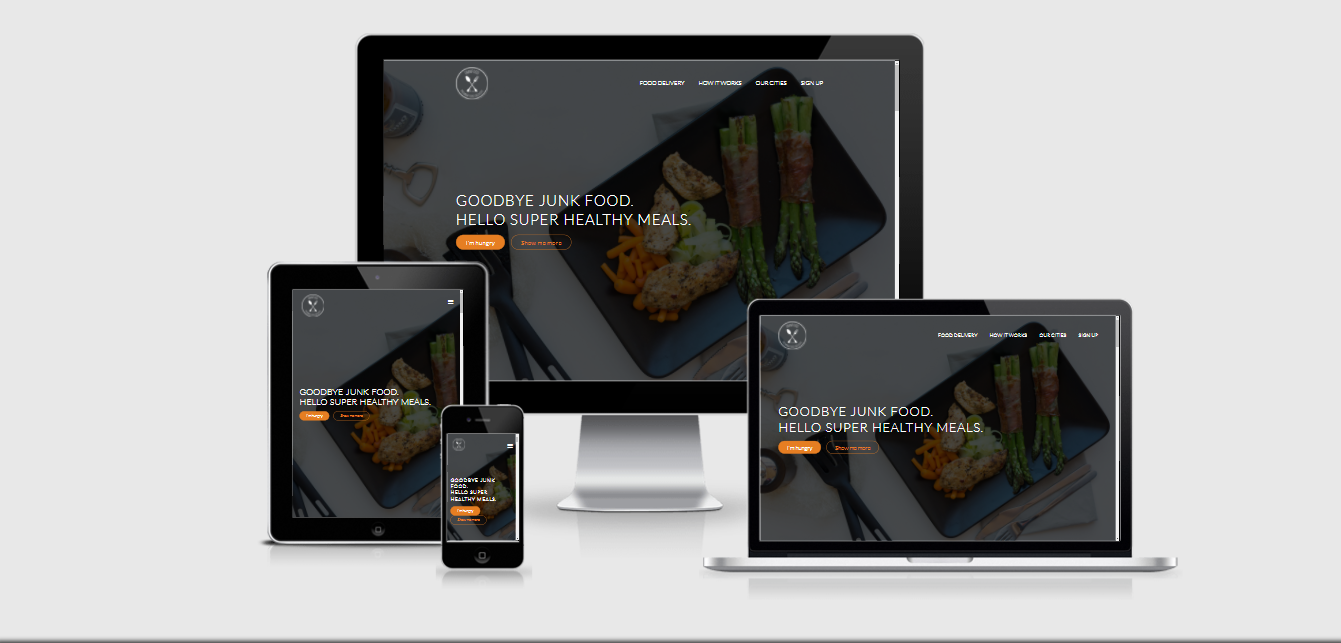 FOOD DELIVERY HOW IT WORKS OUR CITIES SIGN UP
GOODBYE JUNK FOOD.
HELLO SUPER HEALTHY MEALS.
I'm hungry Show me more
GOODBYE JUNK FOOD.
HELLO SUPER HEALTHY MEALS.
I'm hungry Show me more
GOODBYE JUNK
FOOD.
HELLO SUPER
HEALTHY MEALS.
I'm hungry
Show me more
FOOD DELIVERY HOW IT WORKS OUR CITIES SIGN UP
GOODBYE JUNK FOOD.
HELLO SUPER HEALTHY MEALS.
I'm hungry Show me more